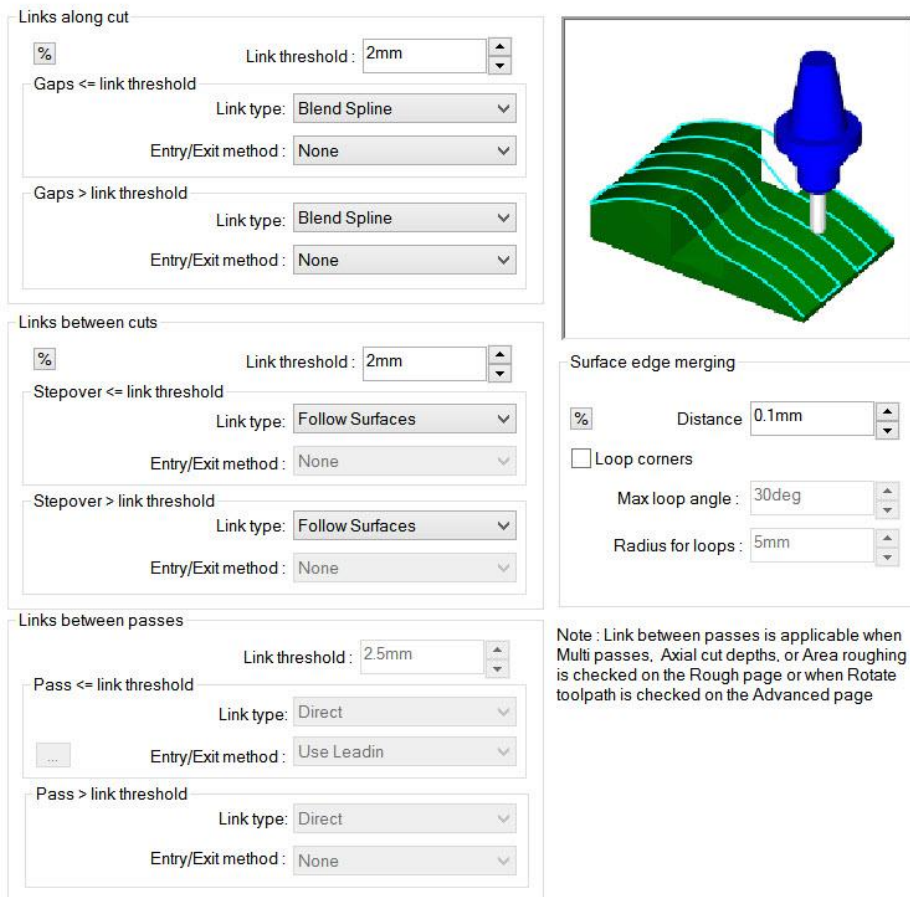 Links along cut
%
Link threshold : 2mm
Gaps <= link threshold
Link type: Blend Spline
Entry/Exit method : None
Gaps > link threshold
Link type: Blend Spline
Entry/Exit method : None
Links between cuts
%
Link threshold : 2mm
Stepover <= link threshold
Link type: Follow Surfaces
Entry/Exit method : None
Stepover > link threshold
Link type: Follow Surfaces
Entry/Exit method : None
Links between passes
Link threshold : 2.5mm
Pass <= link threshold
Link type: Direct
... Entry/Exit method : Use Leadin
Pass > link threshold
Link type: Direct
Entry/Exit method : None
Surface edge merging
% Distance 0.1mm
Loop corners
Max loop angle : 30deg
Radius for loops : 5mm
Note : Link between passes is applicable when
Multi passes, Axial cut depths, or Area roughing
is checked on the Rough page or when Rotate
toolpath is checked on the Advanced page